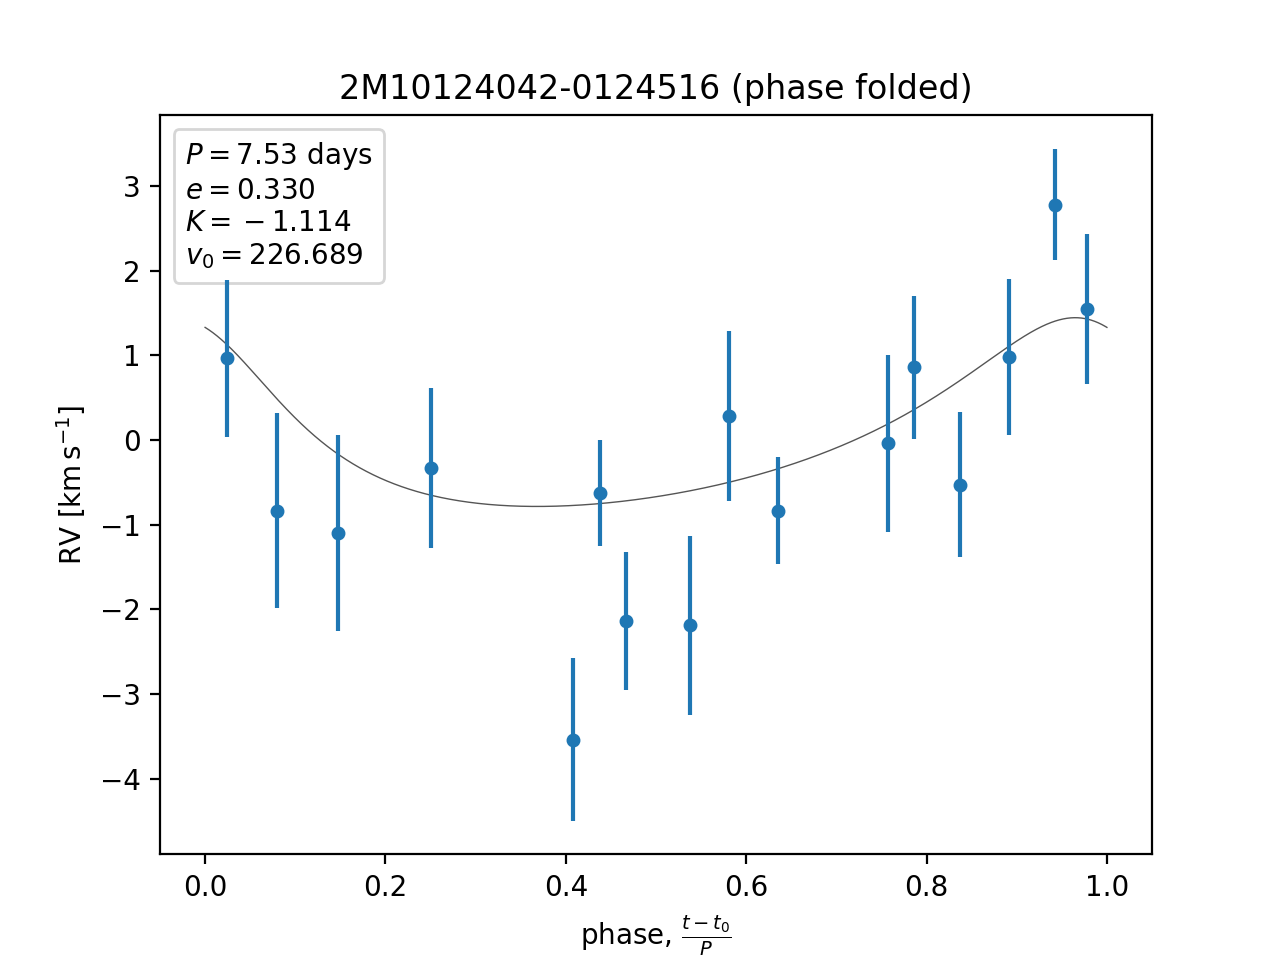 2M10124042-0124516 (phase folded)
P = 7.53 days
e = 0.330
K = −1.114
v₀ = 226.689
3
2
1
0
−1
−2
−3
−4
RV [km s⁻¹]
0.0 0.2 0.4 0.6 0.8 1.0
phase, (t − t₀)/P